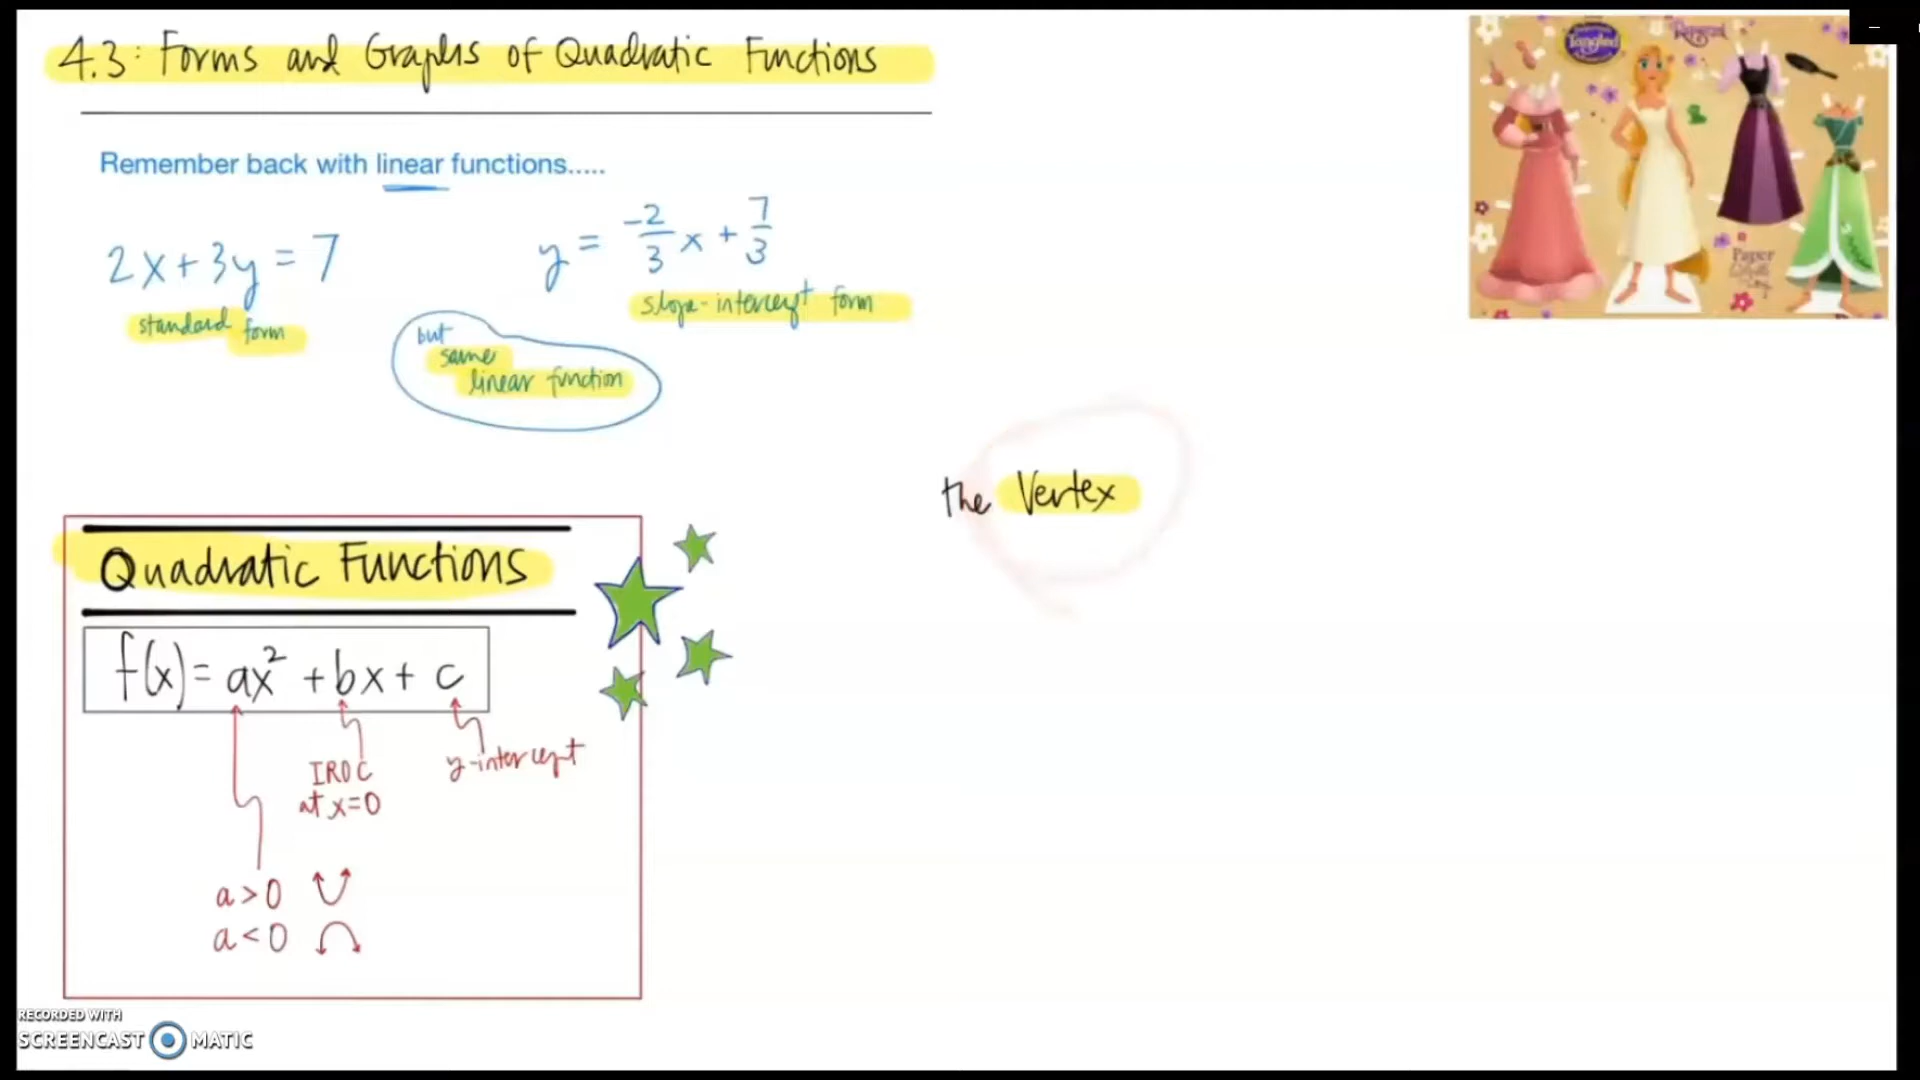 4.3: Forms and Graphs of Quadratic Functions
Remember back with linear functions.....
2x+3y=7
standard form
y = -2/3 x + 7/3
slope-intercept form
but
same
linear function
the Vertex
Quadratic Functions
f(x)=ax²+bx+c
IROC
at x=0
y-intercept
a>0
a<0
Tangled
Paper
RECORDED WITH
SCREENCAST MATIC